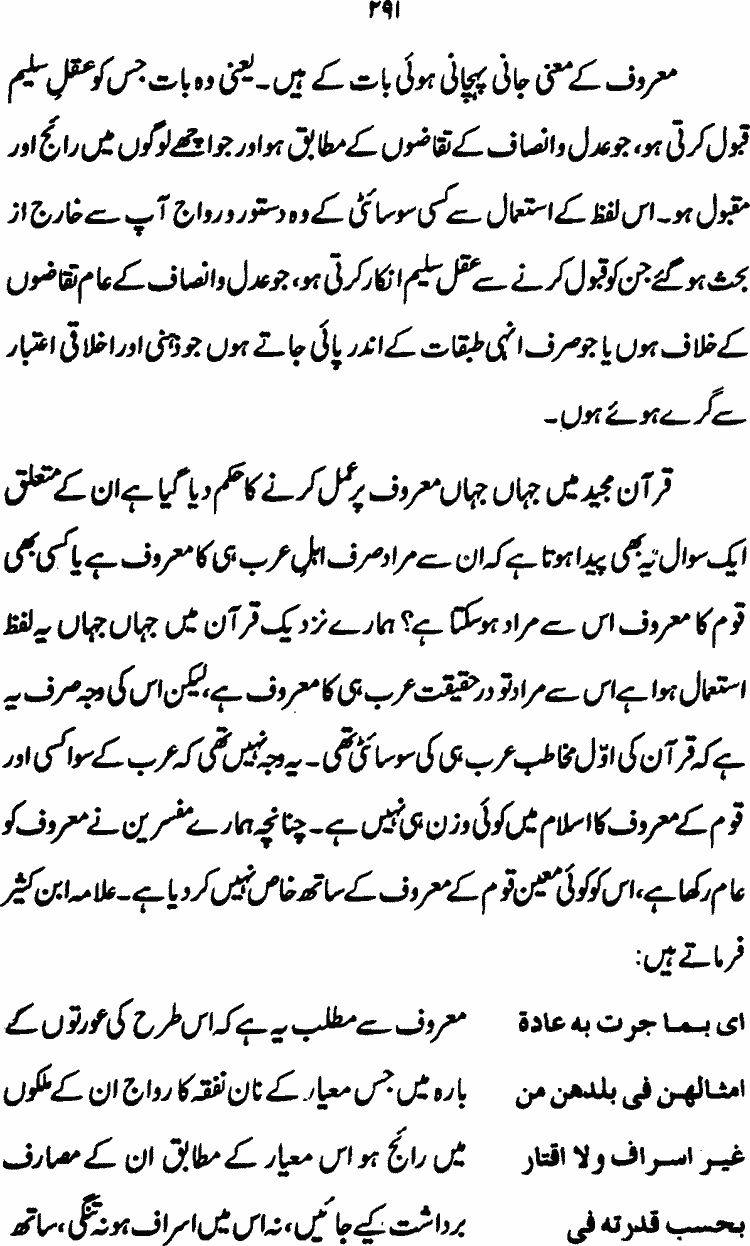 ۲۹۱
معروف کے معنی جانی پہچانی ہوئی بات کے ہیں۔ یعنی وہ بات جس کو عقلِ سلیم
قبول کرتی ہو، جو عدل و انصاف کے تقاضوں کے مطابق ہو اور جو اچھے لوگوں میں رائج اور
مقبول ہو۔ اس لفظ کے استعمال سے کسی سوسائٹی کے وہ دستور و رواج آپ سے خارج از
بحث ہو گئے جن کو قبول کرنے سے عقل سلیم انکار کرتی ہو، جو عدل و انصاف کے عام تقاضوں
کے خلاف ہوں یا جو صرف انہی طبقات کے اندر پائی جاتے ہوں جو ذہنی اور اخلاقی اعتبار
سے گرے ہوئے ہوں۔
قرآن مجید میں جہاں جہاں معروف پر عمل کرنے کا حکم دیا گیا ہے ان کے متعلق
ایک سوال یہ بھی پیدا ہوتا ہے کہ ان سے مراد صرف اہلِ عرب ہی کا معروف ہے یا کسی بھی
قوم کا معروف اس سے مراد ہو سکتا ہے؟ ہمارے نزدیک قرآن میں جہاں جہاں یہ لفظ
استعمال ہوا ہے اس سے مراد تو درحقیقت عرب ہی کا معروف ہے، لیکن اس کی وجہ صرف یہ
ہے کہ قرآن کی اوّل مخاطب عرب ہی کی سوسائٹی تھی۔ یہ وجہ نہیں تھی کہ عرب کے سوا کسی اور
قوم کے معروف کا اسلام میں کوئی وزن ہی نہیں ہے۔ چنانچہ ہمارے مفسرین نے معروف کو
عام رکھا ہے، اس کو کوئی معین قوم کے معروف کے ساتھ خاص نہیں کر دیا ہے۔ علامہ ابن کثیر
فرماتے ہیں:
ای بما جرت به عادة
امثالهن فی بلدهن من
غیر اسراف ولا اقتار
بحسب قدرته فی
معروف سے مطلب یہ ہے کہ اس طرح کی عورتوں کے
بارہ میں جس معیار کے نان نفقہ کا رواج ان کے ملکوں
میں رائج ہو اس معیار کے مطابق ان کے مصارف
برداشت کیے جائیں، نہ اس میں اسراف ہو نہ تنگی، ساتھ